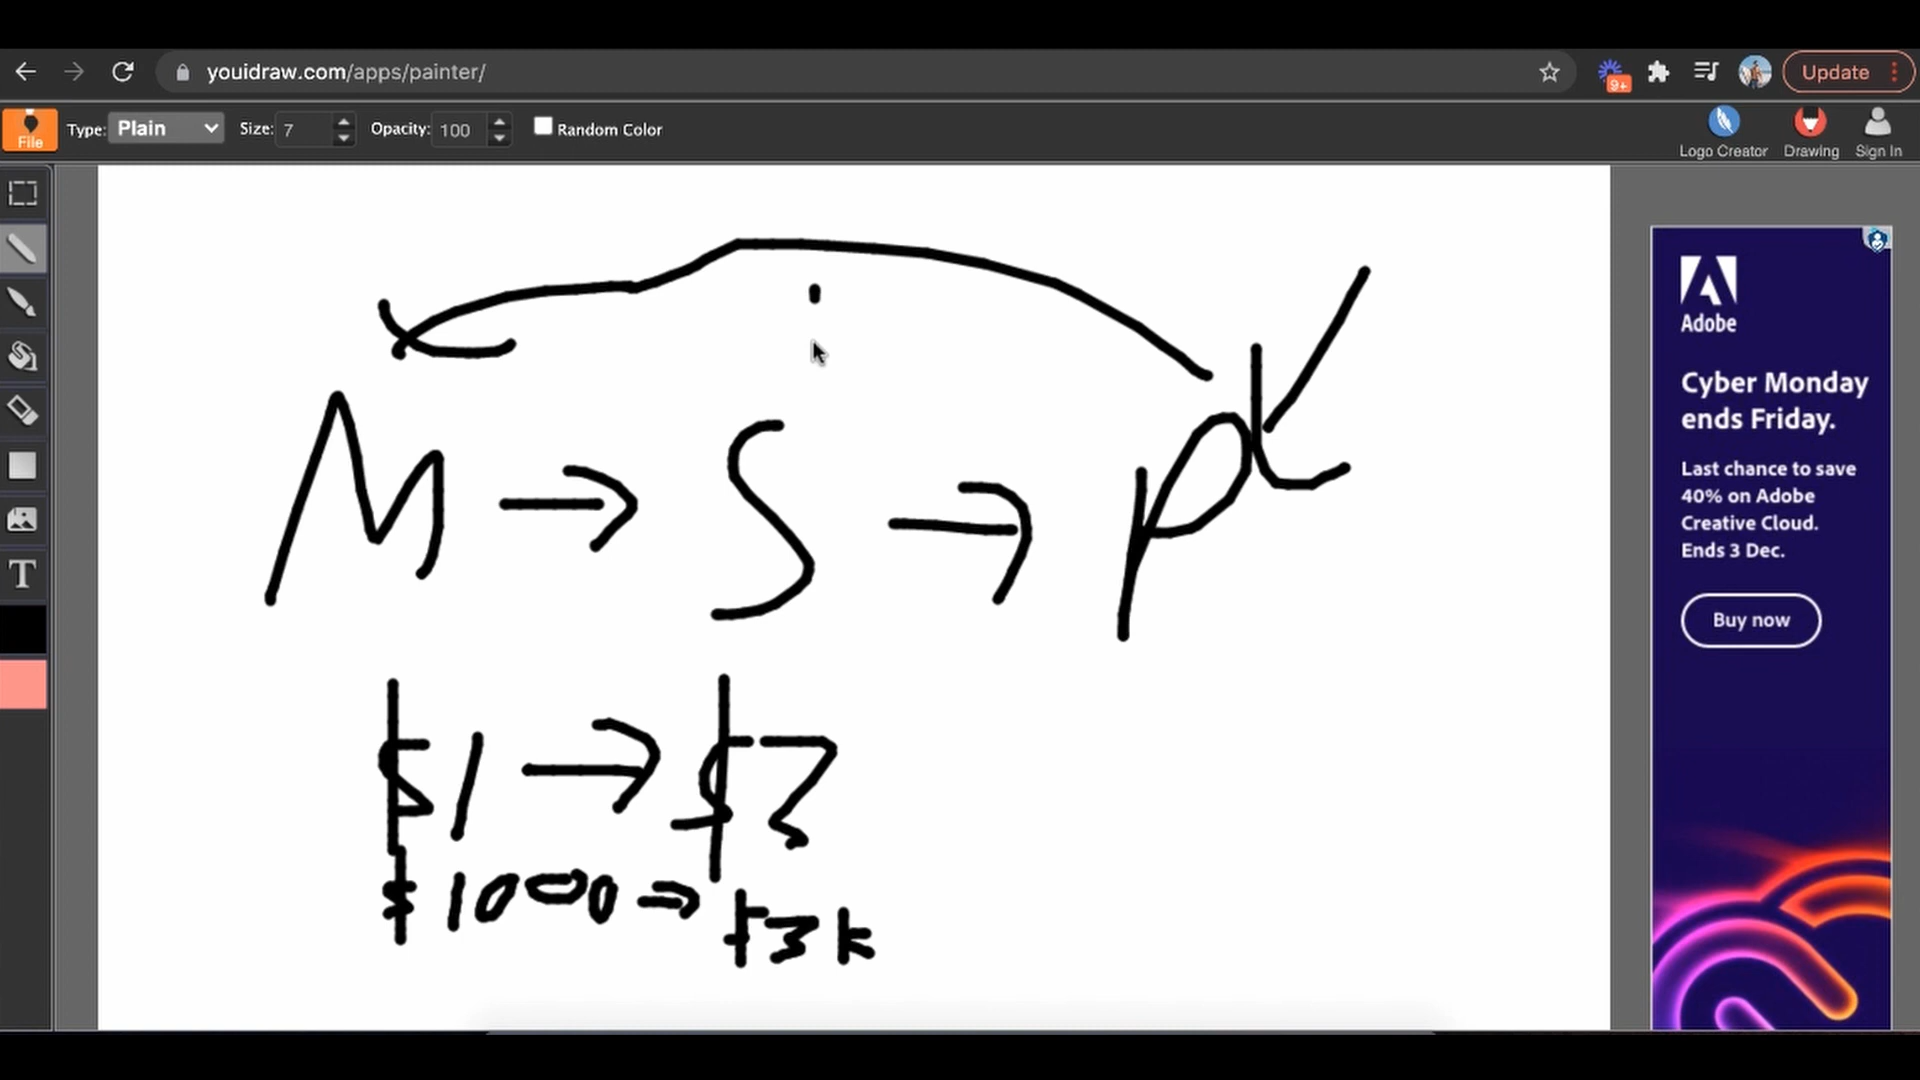 youidraw.com/apps/painter/
9+
Update
File
Type: Plain
Size: 7
Opacity: 100
Random Color
Logo Creator
Drawing
Sign In
M → S → P
$1 → $3
$1000 → $3k
T
Adobe
Cyber Monday
ends Friday.
Last chance to save
40% on Adobe
Creative Cloud.
Ends 3 Dec.
Buy now